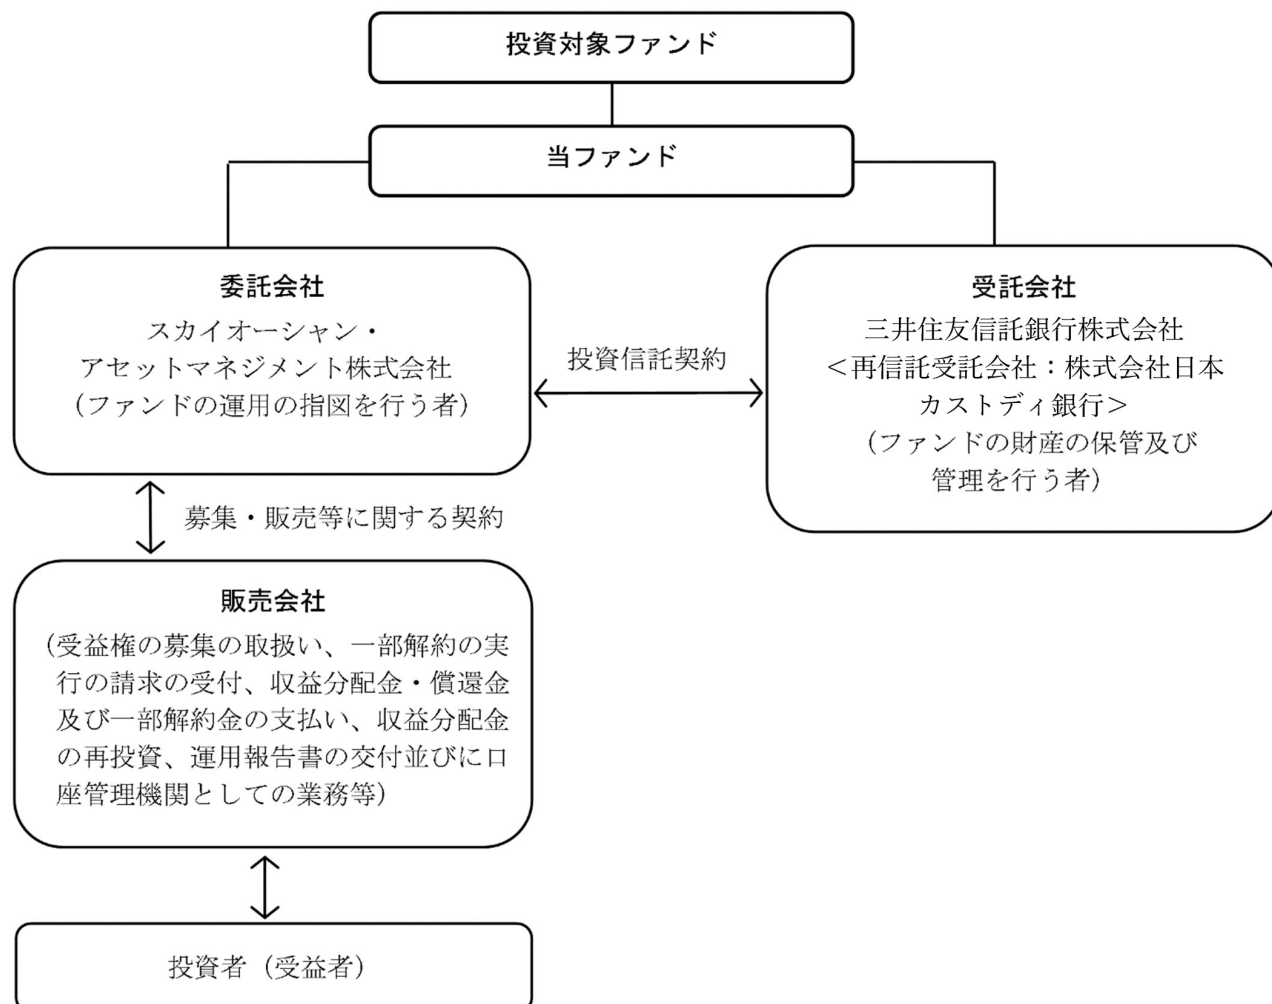 投資対象ファンド
当ファンド
委託会社
スカイオーシャン・
アセットマネジメント株式会社
（ファンドの運用の指図を行う者）
投資信託契約
受託会社
三井住友信託銀行株式会社
＜再信託受託会社：株式会社日本
カストディ銀行＞
（ファンドの財産の保管及び
管理を行う者）
募集・販売等に関する契約
販売会社
（受益権の募集の取扱い、一部解約の実
行の請求の受付、収益分配金・償還金
及び一部解約金の支払い、収益分配金
の再投資、運用報告書の交付並びに口
座管理機関としての業務等）
投資者（受益者）